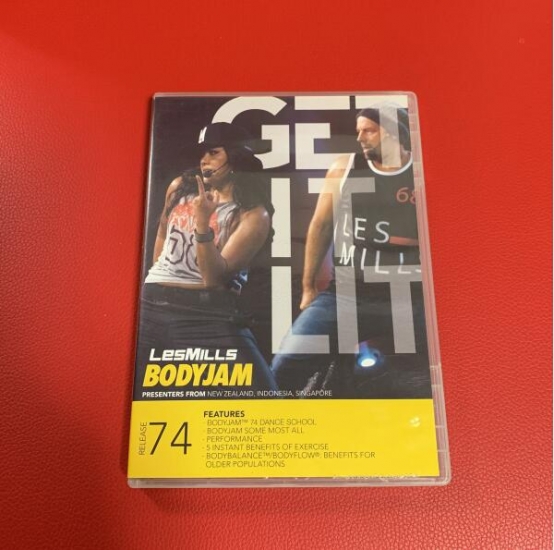 GET
IT
LIT
68
LES
MILLS
LesMILLS
BODYJAM
PRESENTERS FROM NEW ZEALAND, INDONESIA, SINGAPORE
RELEASE
74
FEATURES
- BODYJAM™ 74 DANCE SCHOOL
- BODYJAM SOME MOST ALL
- PERFORMANCE
- 5 INSTANT BENEFITS OF EXERCISE
- BODYBALANCE™/BODYFLOW®: BENEFITS FOR
OLDER POPULATIONS